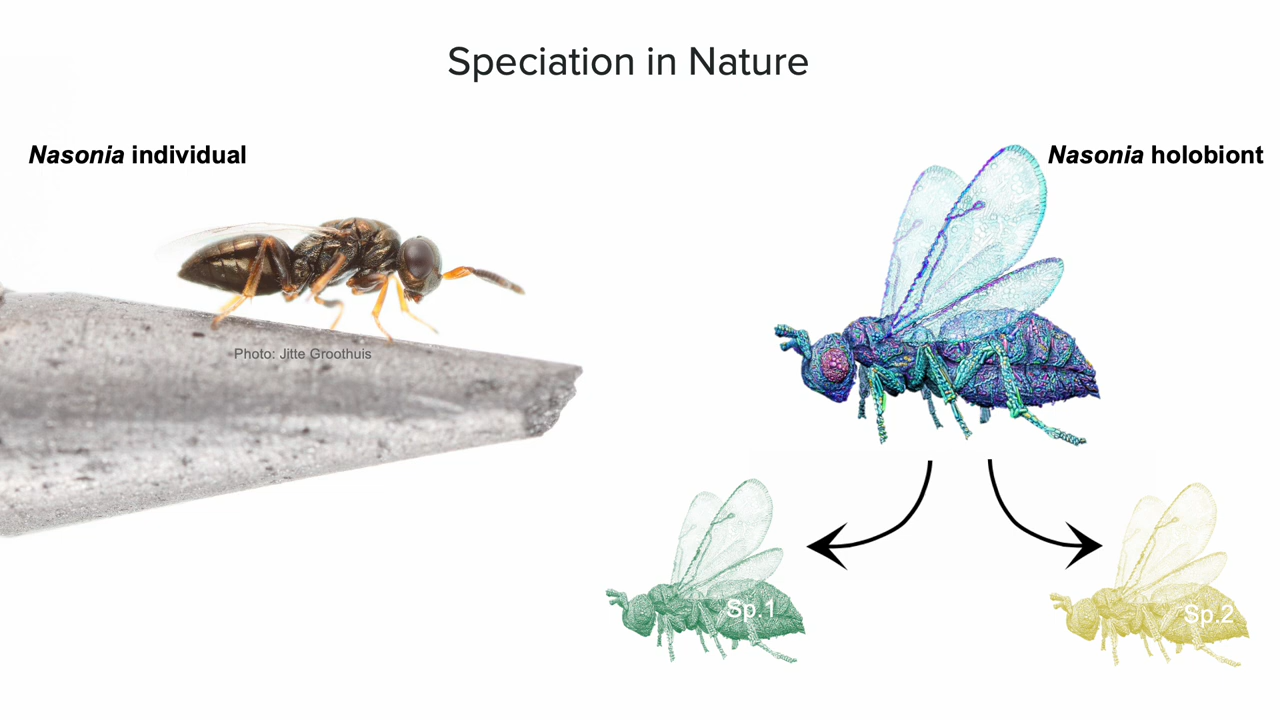 Speciation in Nature
Nasonia individual
Nasonia holobiont
Photo: Jitte Groothuis
Sp.1
Sp.2